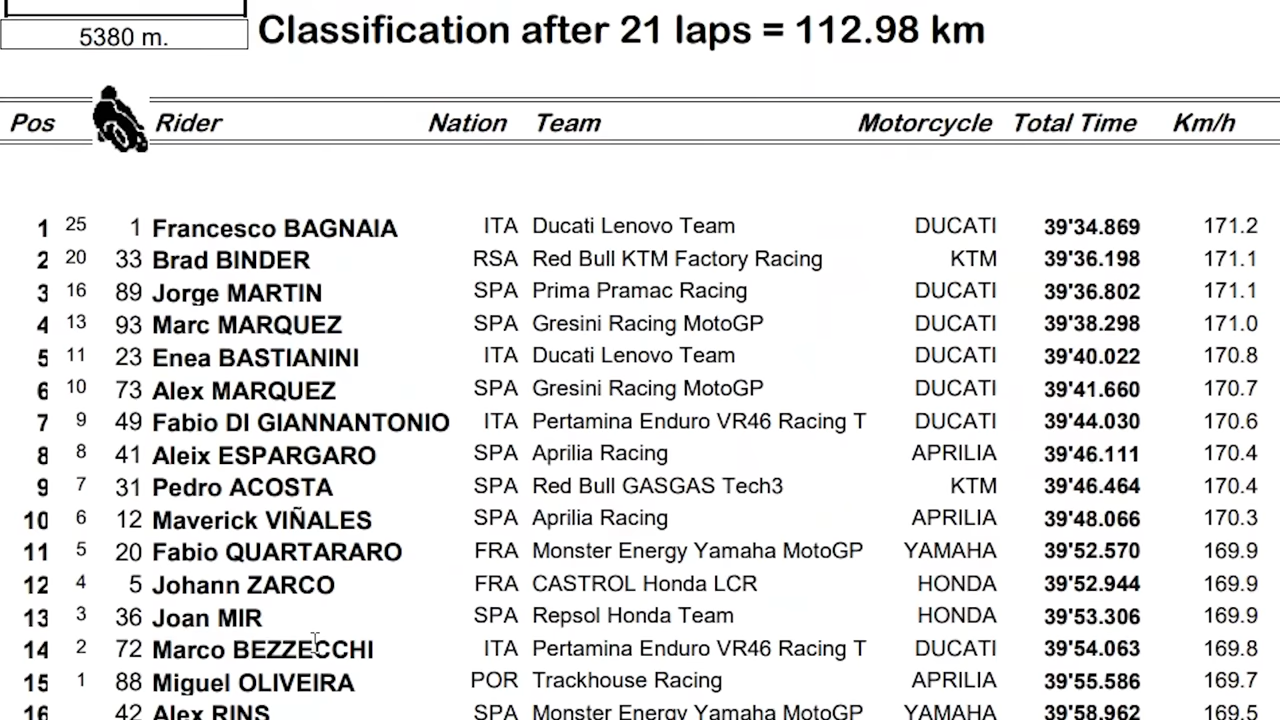 5380 m.
Classification after 21 laps = 112.98 km
Pos Rider Nation Team Motorcycle Total Time Km/h
1 25 1 Francesco BAGNAIA ITA Ducati Lenovo Team DUCATI 39'34.869 171.2
2 20 33 Brad BINDER RSA Red Bull KTM Factory Racing KTM 39'36.198 171.1
3 16 89 Jorge MARTIN SPA Prima Pramac Racing DUCATI 39'36.802 171.1
4 13 93 Marc MARQUEZ SPA Gresini Racing MotoGP DUCATI 39'38.298 171.0
5 11 23 Enea BASTIANINI ITA Ducati Lenovo Team DUCATI 39'40.022 170.8
6 10 73 Alex MARQUEZ SPA Gresini Racing MotoGP DUCATI 39'41.660 170.7
7 9 49 Fabio DI GIANNANTONIO ITA Pertamina Enduro VR46 Racing T DUCATI 39'44.030 170.6
8 8 41 Aleix ESPARGARO SPA Aprilia Racing APRILIA 39'46.111 170.4
9 7 31 Pedro ACOSTA SPA Red Bull GASGAS Tech3 KTM 39'46.464 170.4
10 6 12 Maverick VIÑALES SPA Aprilia Racing APRILIA 39'48.066 170.3
11 5 20 Fabio QUARTARARO FRA Monster Energy Yamaha MotoGP YAMAHA 39'52.570 169.9
12 4 5 Johann ZARCO FRA CASTROL Honda LCR HONDA 39'52.944 169.9
13 3 36 Joan MIR SPA Repsol Honda Team HONDA 39'53.306 169.9
14 2 72 Marco BEZZECCHI ITA Pertamina Enduro VR46 Racing T DUCATI 39'54.063 169.8
15 1 88 Miguel OLIVEIRA POR Trackhouse Racing APRILIA 39'55.586 169.7
16 42 Alex RINS SPA Monster Energy Yamaha MotoGP YAMAHA 39'58.962 169.5